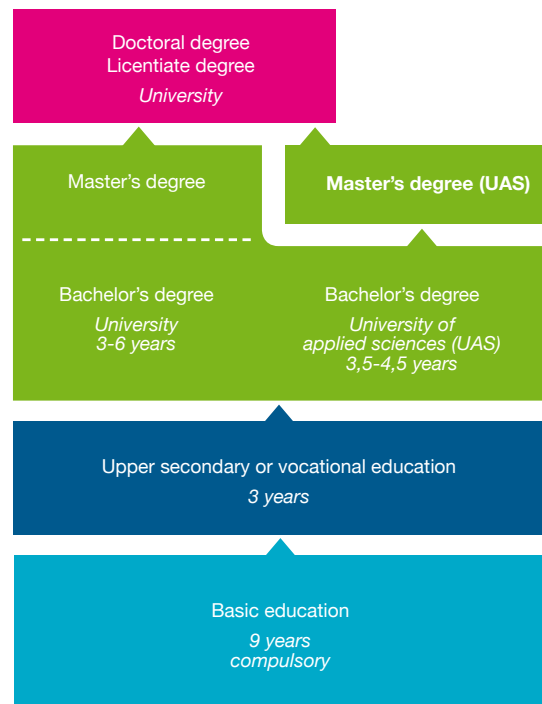 Doctoral degree
Licentiate degree
University
Master's degree
Master’s degree (UAS)
Bachelor's degree
University
3-6 years
Bachelor's degree
University of
applied sciences (UAS)
3,5-4,5 years
Upper secondary or vocational education
3 years
Basic education
9 years
compulsory